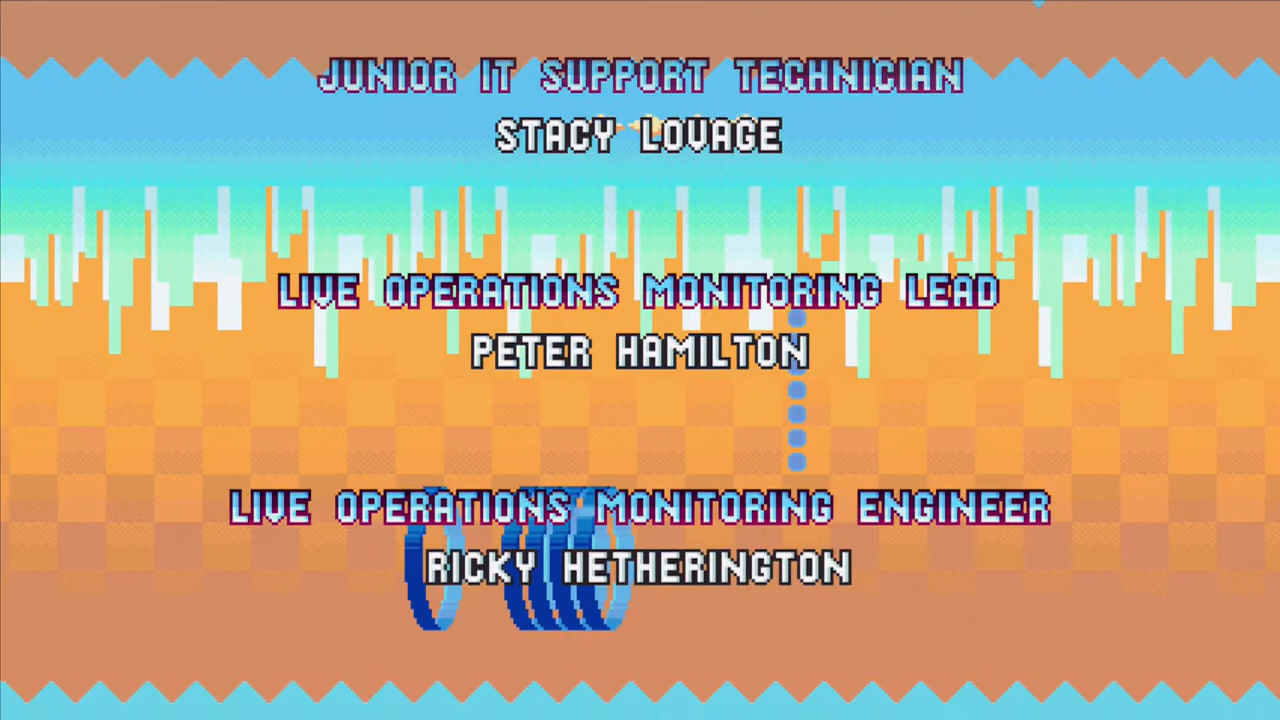 JUNIOR IT SUPPORT TECHNICIAN
STACY LOVAGE
LIVE OPERATIONS MONITORING LEAD
PETER HAMILTON
LIVE OPERATIONS MONITORING ENGINEER
RICKY HETHERINGTON